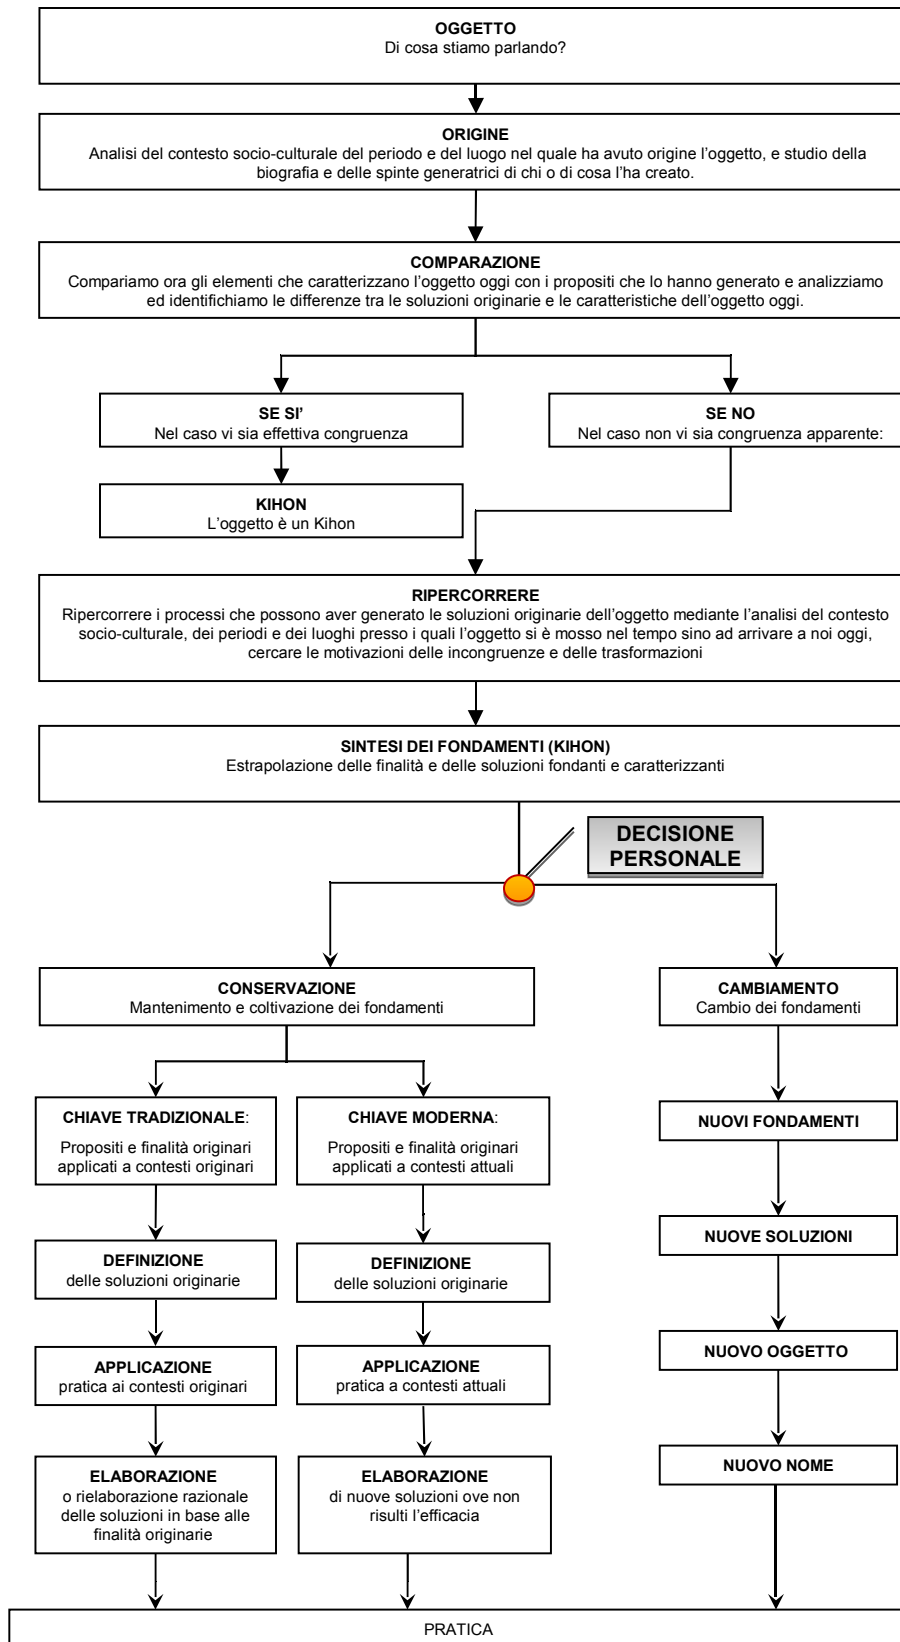 OGGETTO
Di cosa stiamo parlando?
ORIGINE
Analisi del contesto socio-culturale del periodo e del luogo nel quale ha avuto origine l’oggetto, e studio della
biografia e delle spinte generatrici di chi o di cosa l’ha creato.
COMPARAZIONE
Compariamo ora gli elementi che caratterizzano l’oggetto oggi con i propositi che lo hanno generato e analizziamo
ed identifichiamo le differenze tra le soluzioni originarie e le caratteristiche dell’oggetto oggi.
SE SI’
Nel caso vi sia effettiva congruenza
SE NO
Nel caso non vi sia congruenza apparente:
KIHON
L’oggetto è un Kihon
RIPERCORRERE
Ripercorrere i processi che possono aver generato le soluzioni originarie dell’oggetto mediante l’analisi del contesto
socio-culturale, dei periodi e dei luoghi presso i quali l’oggetto si è mosso nel tempo sino ad arrivare a noi oggi,
cercare le motivazioni delle incongruenze e delle trasformazioni
SINTESI DEI FONDAMENTI (KIHON)
Estrapolazione delle finalità e delle soluzioni fondanti e caratterizzanti
DECISIONE
PERSONALE
CONSERVAZIONE
Mantenimento e coltivazione dei fondamenti
CAMBIAMENTO
Cambio dei fondamenti
CHIAVE TRADIZIONALE:
Propositi e finalità originari
applicati a contesti originari
CHIAVE MODERNA:
Propositi e finalità originari
applicati a contesti attuali
NUOVI FONDAMENTI
DEFINIZIONE
delle soluzioni originarie
DEFINIZIONE
delle soluzioni originarie
NUOVE SOLUZIONI
APPLICAZIONE
pratica ai contesti originari
APPLICAZIONE
pratica a contesti attuali
NUOVO OGGETTO
ELABORAZIONE
o rielaborazione razionale
delle soluzioni in base alle
finalità originarie
ELABORAZIONE
di nuove soluzioni ove non
risulti l’efficacia
NUOVO NOME
PRATICA